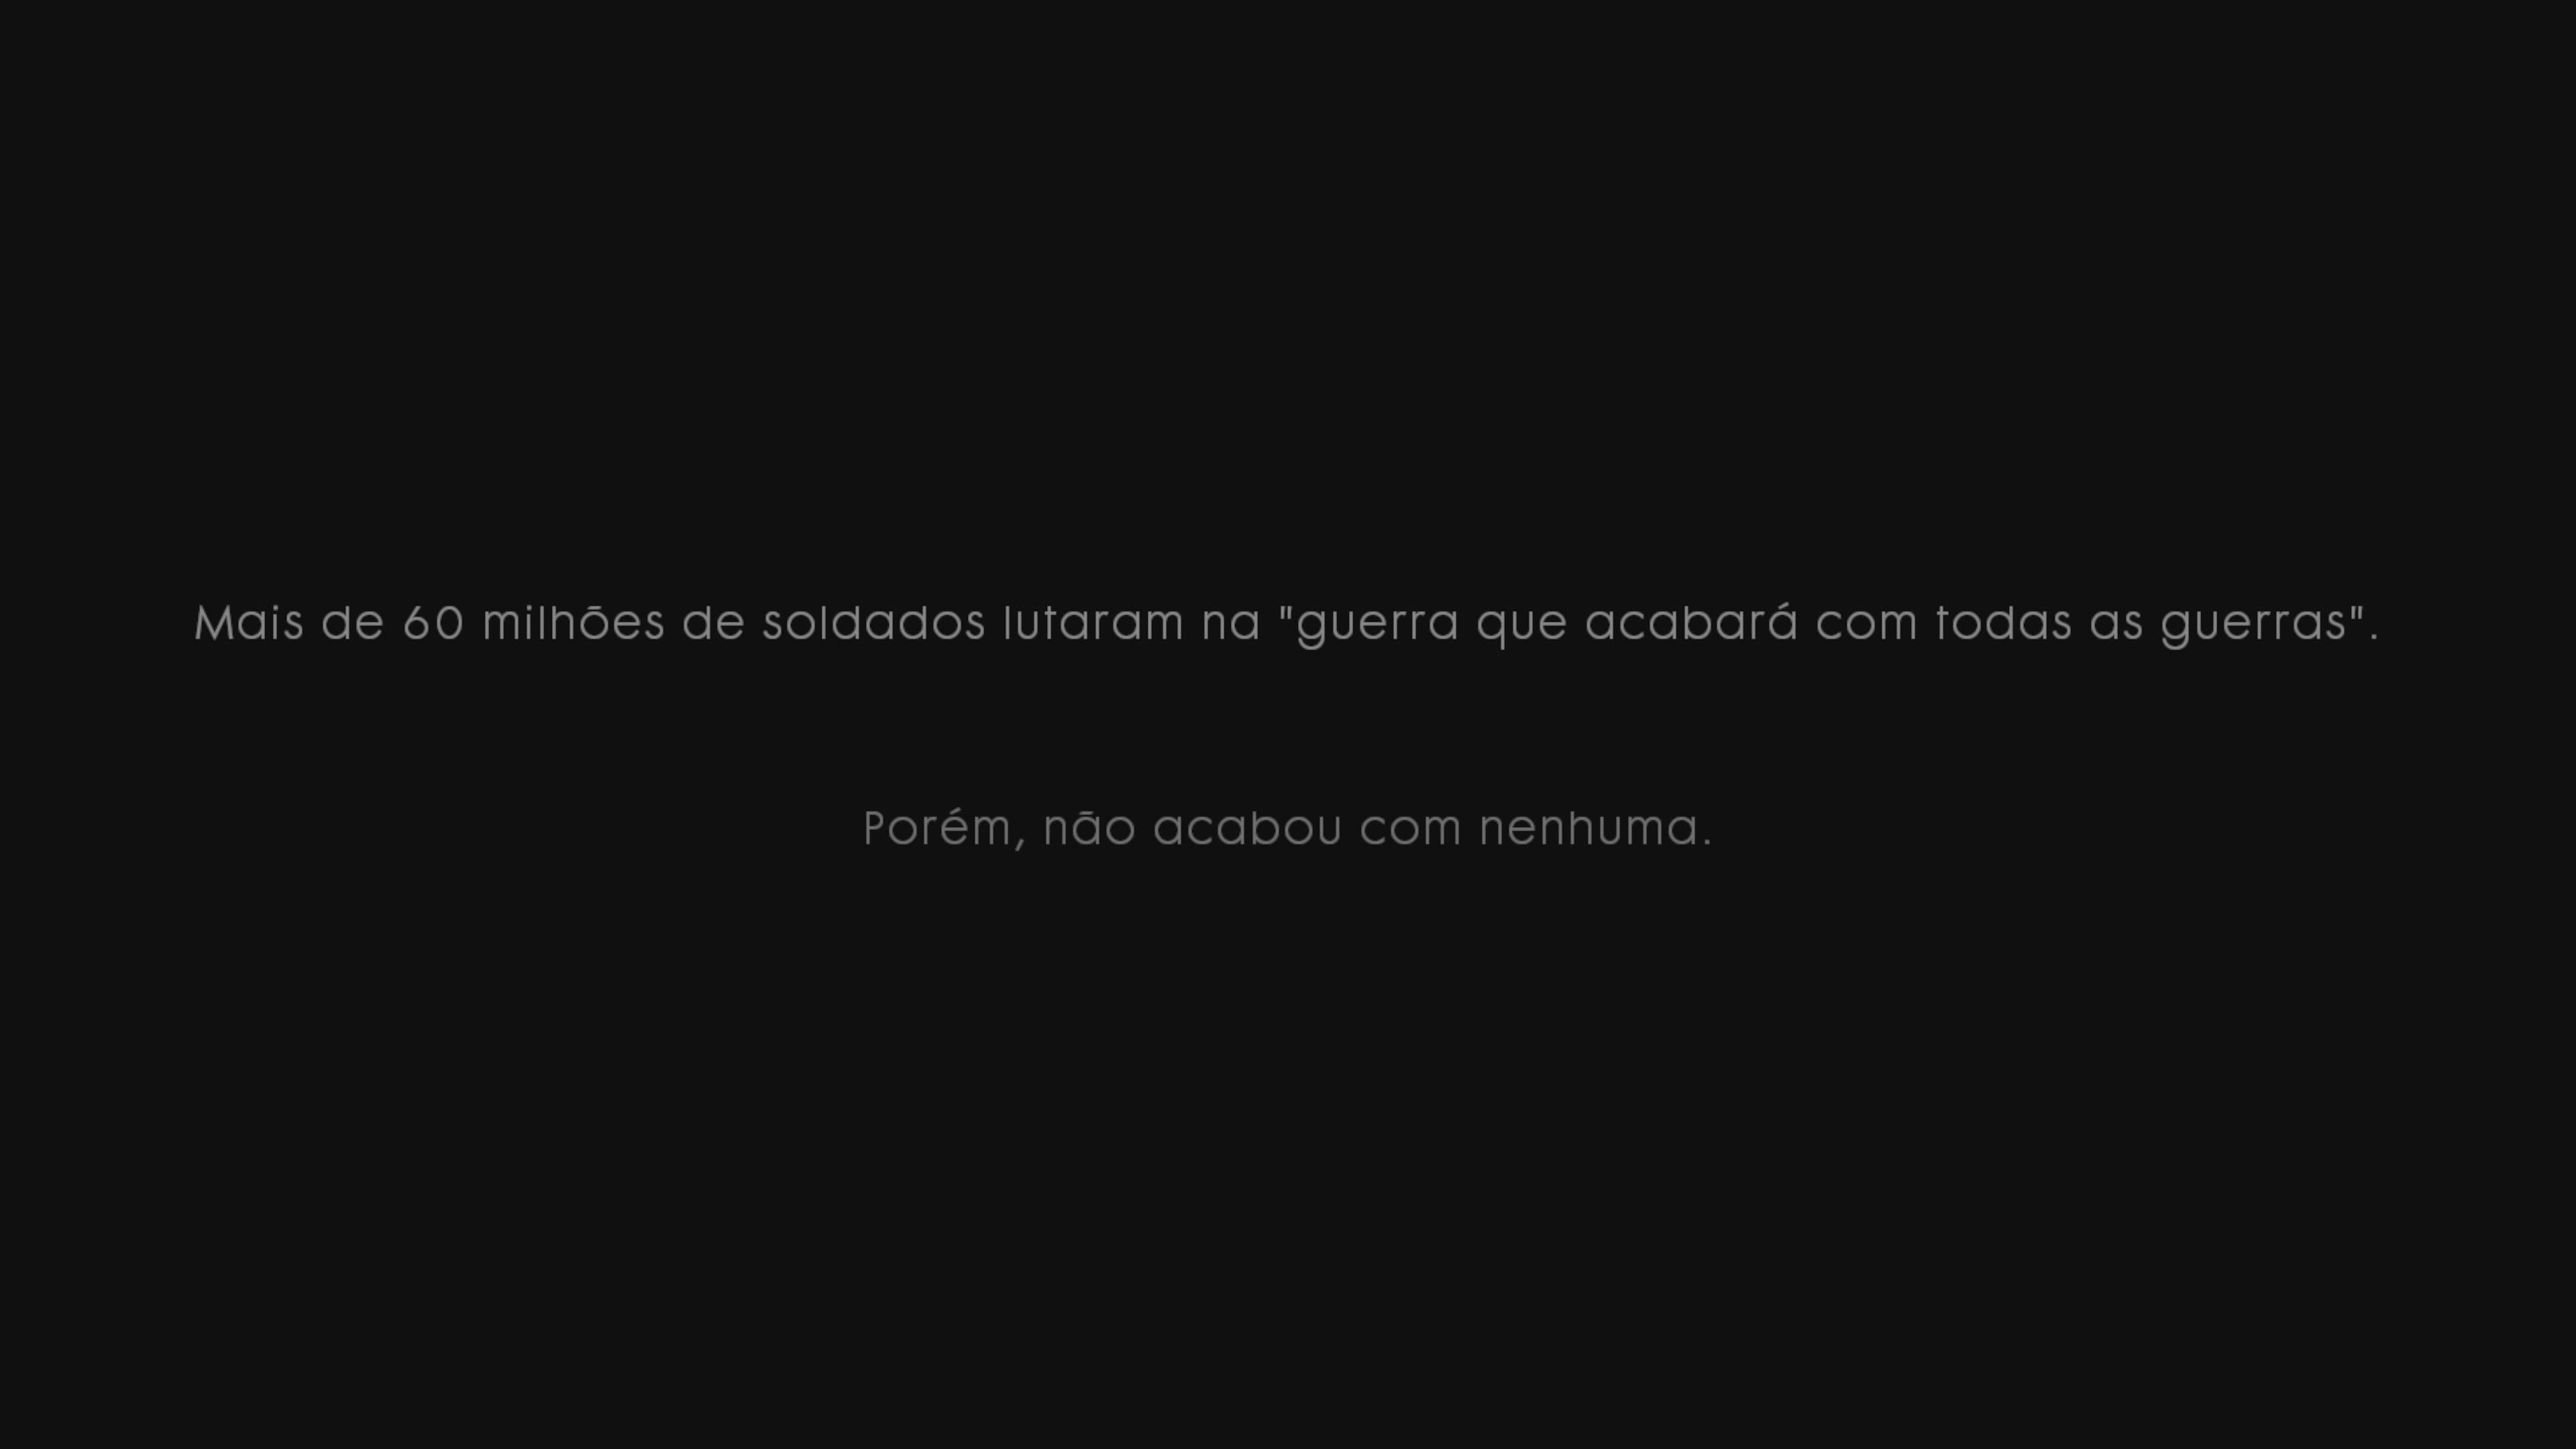 Mais de 60 milhões de soldados lutaram na "guerra que acabará com todas as guerras".
Porém, não acabou com nenhuma.